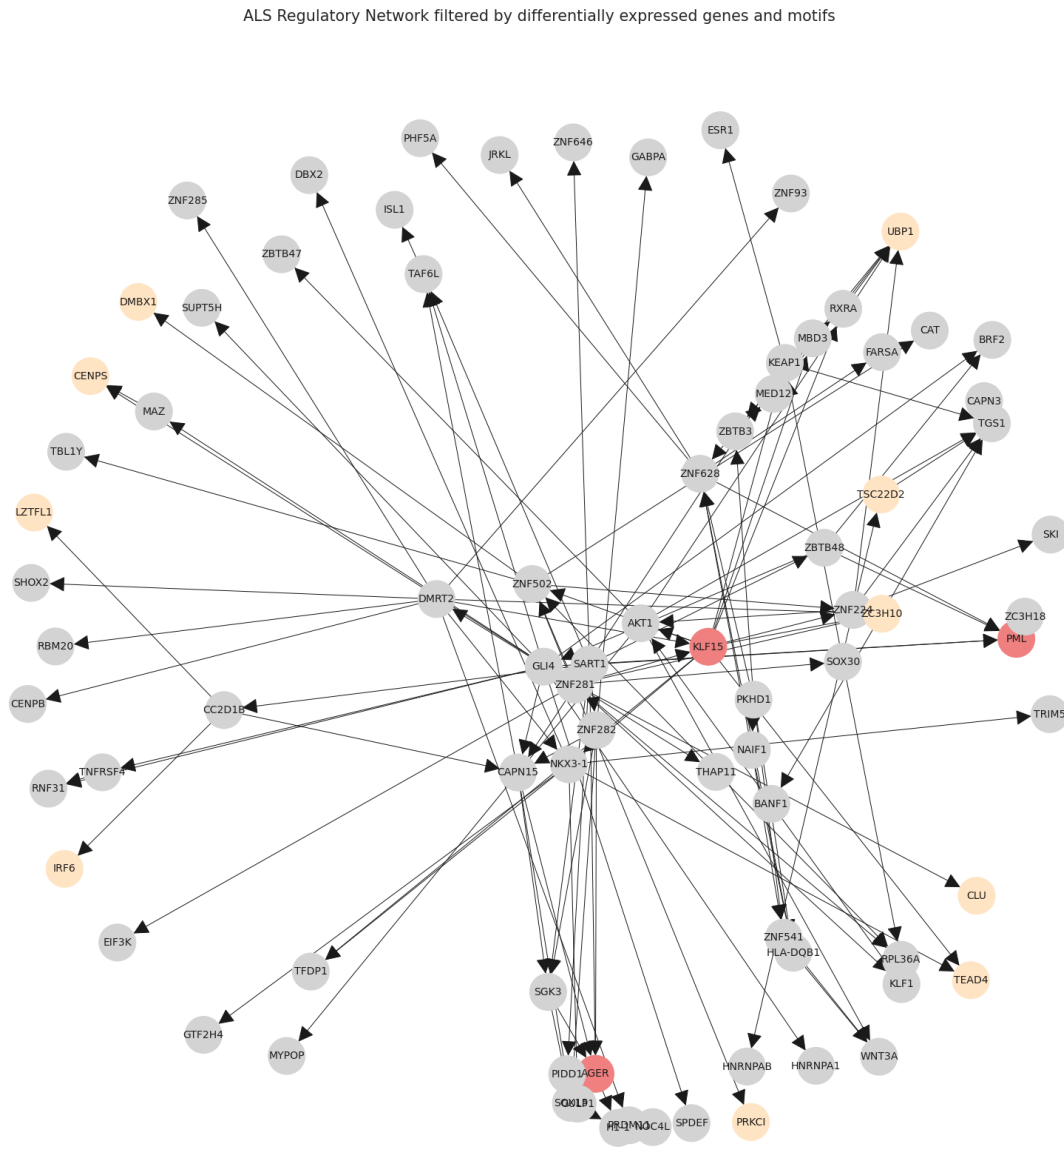 ALS Regulatory Network filtered by differentially expressed genes and motifs
ESR1
PHF5A
ZNF646
JRKL
GABPA
DBX2
ZNF93
ZNF285
ISL1
UBP1
ZBTB47
TAF6L
DMBX1
SUPT5H
RXRA
CAT
MBD3
BRF2
FARSA
KEAP1
CENPS
MED12
CAPN3
MAZ
TGS1
ZBTB3
TBL1Y
ZNF628
TSC22D2
LZTFL1
SKI
ZBTB48
SHOX2
ZNF502
DMRT2
ZNF224
ZC3H10
ZC3H18
AKT1
PML
RBM20
KLF15
SOX30
SART1
GLI4
ZNF281
PKHD1
CENPB
CC2D1B
TRIM5
ZNF282
NAIF1
NKX3-1
TNFRSF4
CAPN15
THAP11
RNF31
BANF1
IRF6
CLU
ZNF541
EIF3K
HLA-DQB1
RPL36A
TFDP1
TEAD4
KLF1
SGK3
GTF2H4
MYPOP
WNT3A
HNRNPA1
HNRNPAB
PIDD1
AGER
SPDEF
PRKCI
PRDM11
NOC4L
H1-1